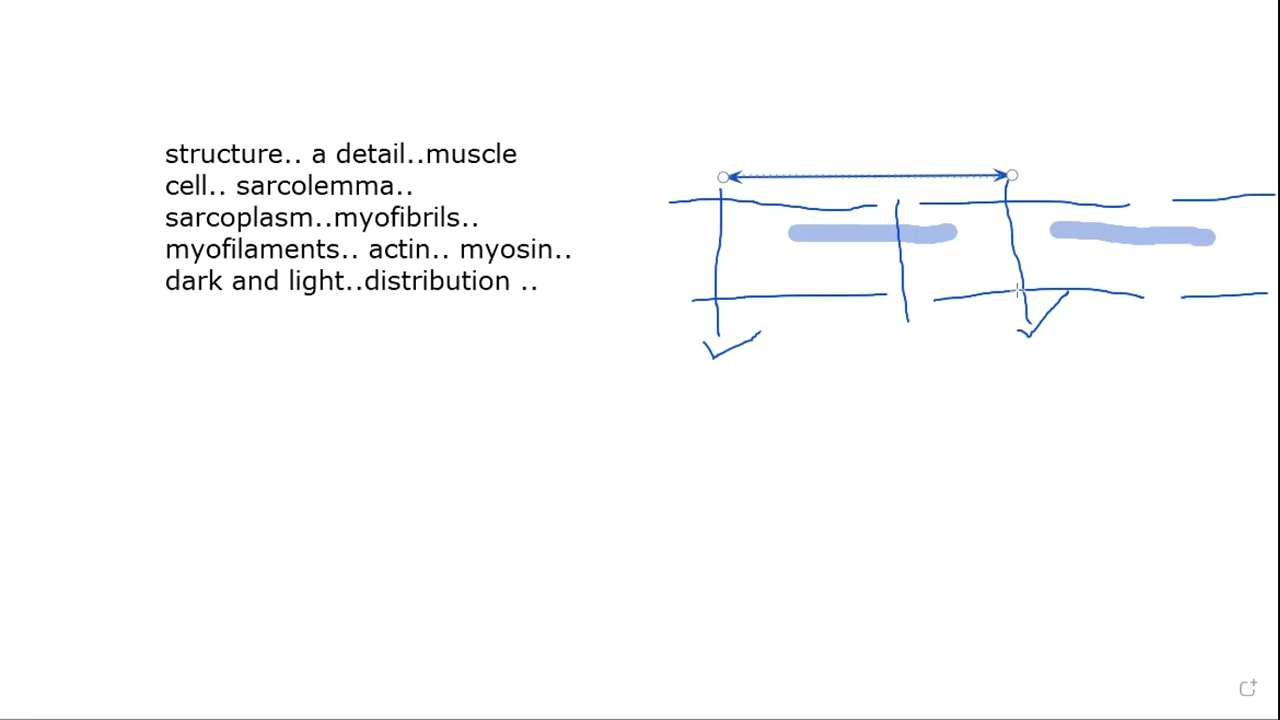 structure.. a detail..muscle
cell.. sarcolemma..
sarcoplasm..myofibrils..
myofilaments.. actin.. myosin..
dark and light..distribution ..